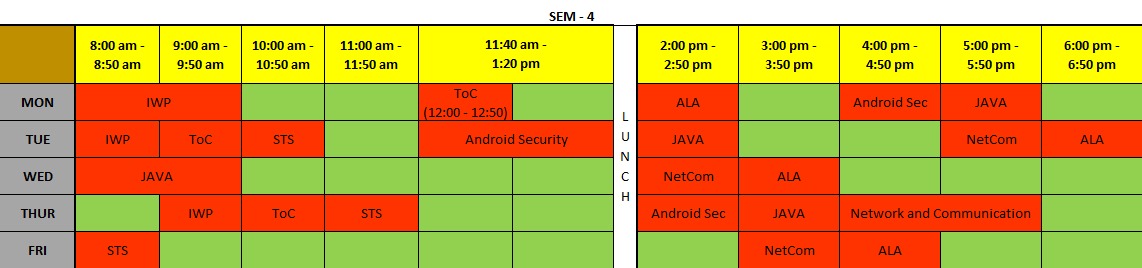 SEM - 4
8:00 am - 9:00 am - 10:00 am - 11:00 am - 11:40 am - 2:00 pm - 3:00 pm - 4:00 pm - 5:00 pm - 6:00 pm -
8:50 am 9:50 am 10:50 am 11:50 am 1:20 pm 2:50 pm 3:50 pm 4:50 pm 5:50 pm 6:50 pm
MON IWP ToC (12:00 - 12:50) ALA Android Sec JAVA
TUE IWP ToC STS Android Security JAVA NetCom ALA
WED JAVA NetCom ALA
THUR IWP ToC STS Android Sec JAVA Network and Communication
FRI STS NetCom ALA
L
U
N
C
H